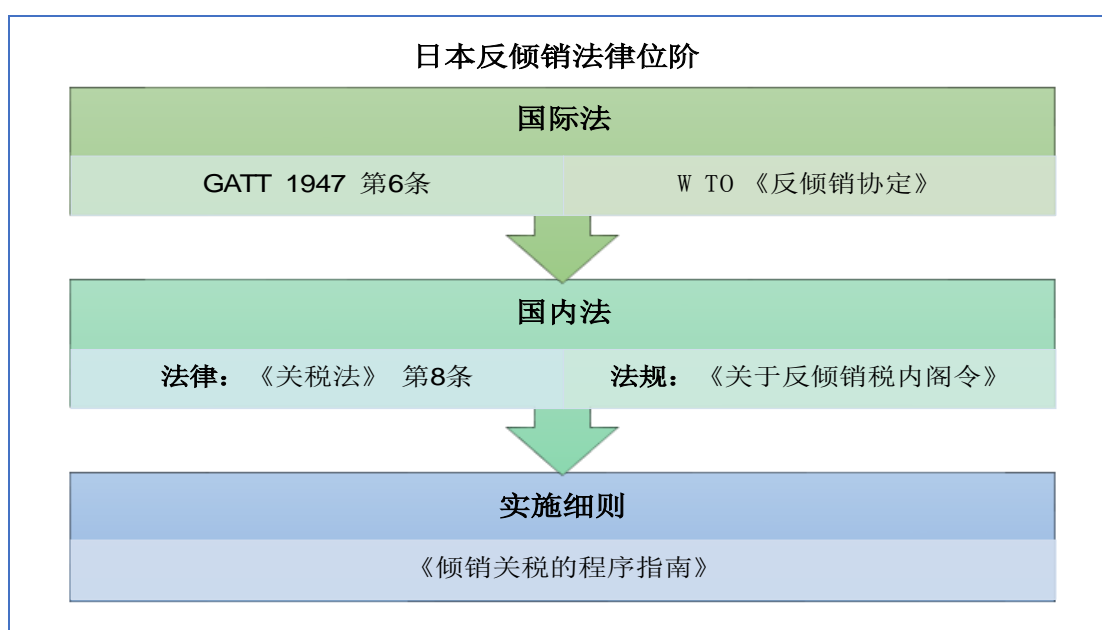 日本反倾销法律位阶
国际法
GATT 1947 第6条
W TO 《反倾销协定》
国内法
法律：《关税法》 第8条
法规：《关于反倾销税内阁令》
实施细则
《倾销关税的程序指南》